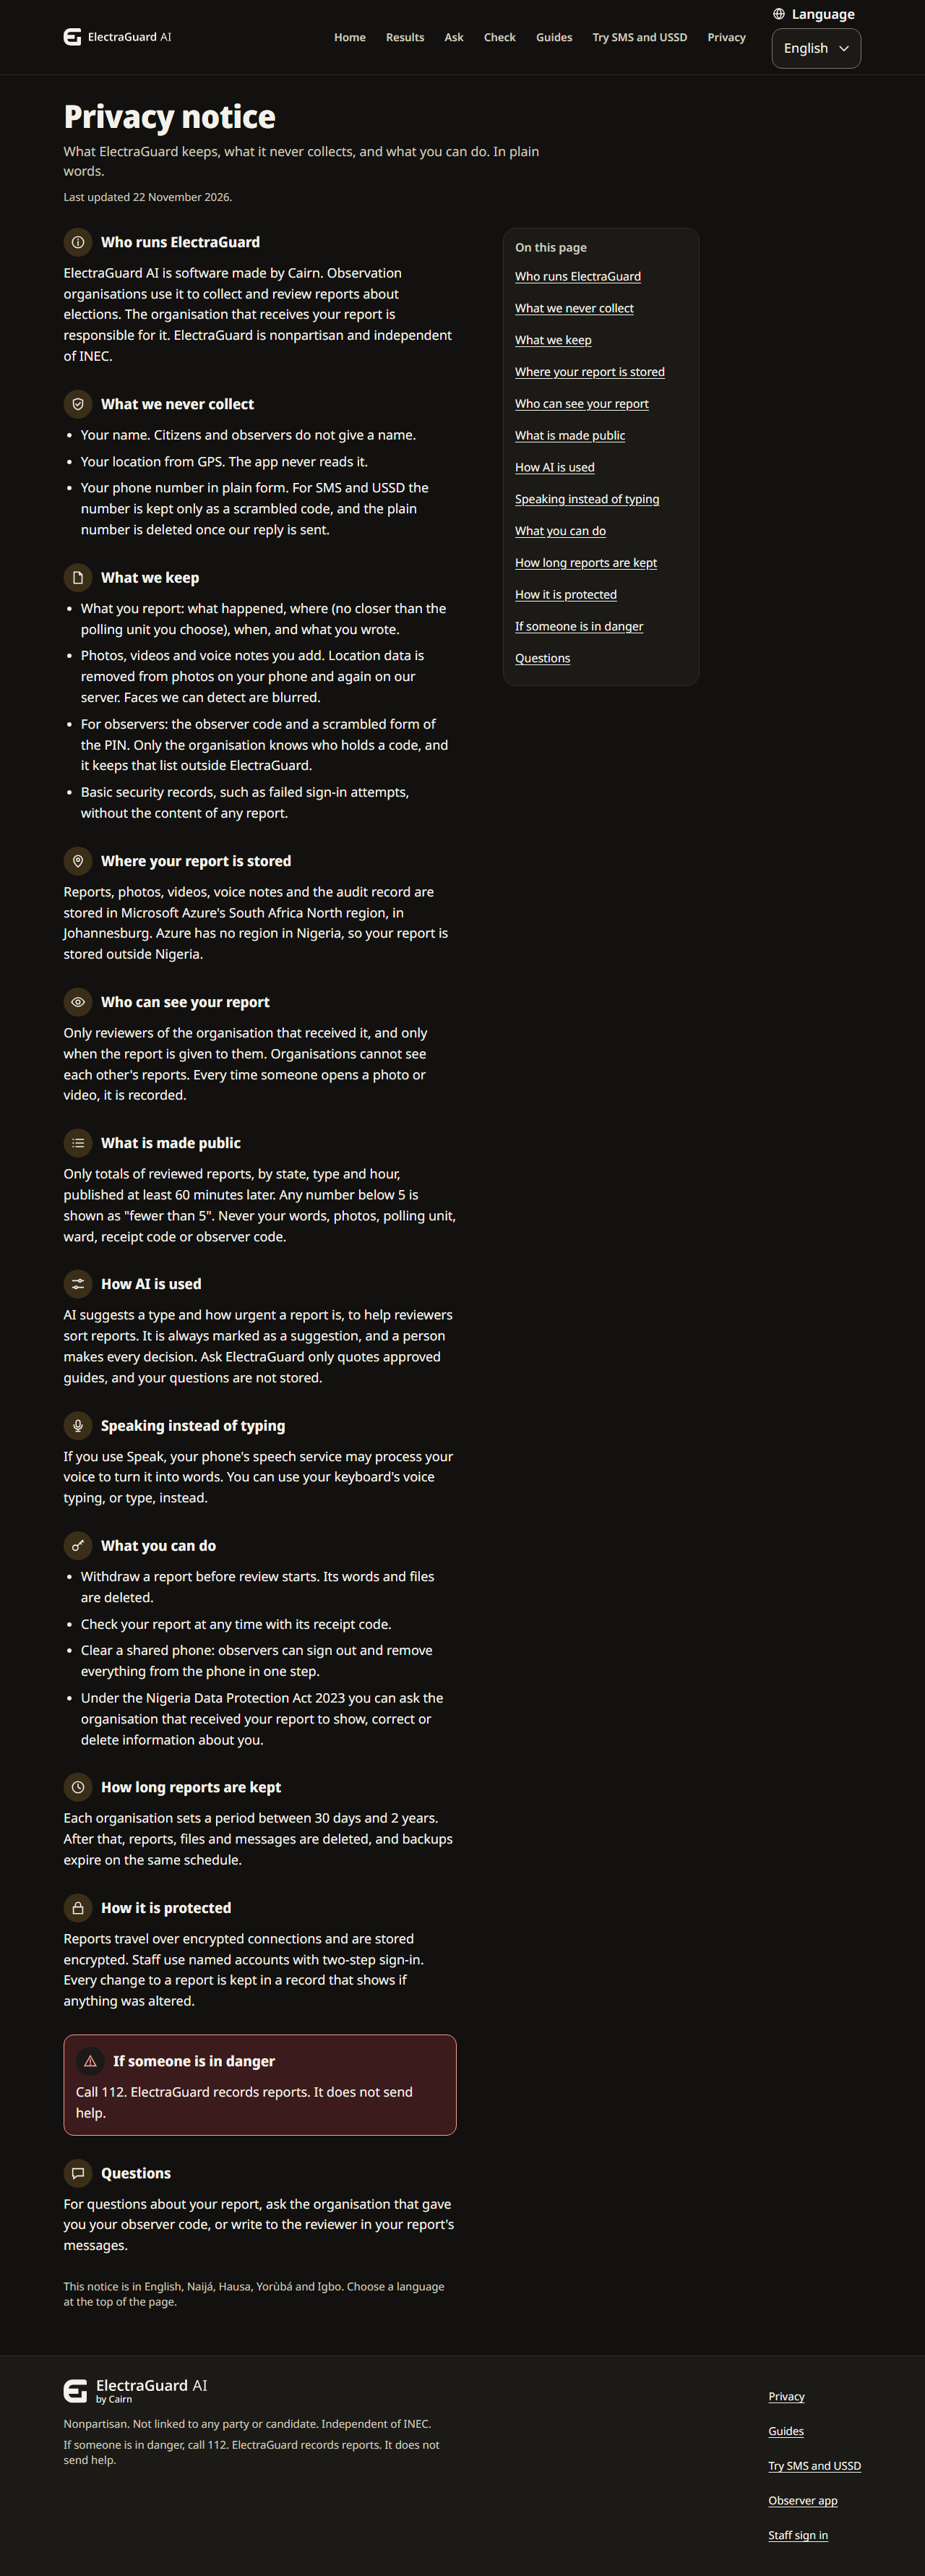 ElectraGuard AI
Home
Results
Ask
Check
Guides
Try SMS and USSD
Privacy
Language
English
Privacy notice
What ElectraGuard keeps, what it never collects, and what you can do. In plain
words.
Last updated 22 November 2026.
Who runs ElectraGuard
ElectraGuard AI is software made by Cairn. Observation
organisations use it to collect and review reports about
elections. The organisation that receives your report is
responsible for it. ElectraGuard is nonpartisan and independent
of INEC.
What we never collect
• Your name. Citizens and observers do not give a name.
• Your location from GPS. The app never reads it.
• Your phone number in plain form. For SMS and USSD the
number is kept only as a scrambled code, and the plain
number is deleted once our reply is sent.
What we keep
• What you report: what happened, where (no closer than the
polling unit you choose), when, and what you wrote.
• Photos, videos and voice notes you add. Location data is
removed from photos on your phone and again on our
server. Faces we can detect are blurred.
• For observers: the observer code and a scrambled form of
the PIN. Only the organisation knows who holds a code, and
it keeps that list outside ElectraGuard.
• Basic security records, such as failed sign-in attempts,
without the content of any report.
Where your report is stored
Reports, photos, videos, voice notes and the audit record are
stored in Microsoft Azure's South Africa North region, in
Johannesburg. Azure has no region in Nigeria, so your report is
stored outside Nigeria.
Who can see your report
Only reviewers of the organisation that received it, and only
when the report is given to them. Organisations cannot see
each other's reports. Every time someone opens a photo or
video, it is recorded.
What is made public
Only totals of reviewed reports, by state, type and hour,
published at least 60 minutes later. Any number below 5 is
shown as "fewer than 5". Never your words, photos, polling unit,
ward, receipt code or observer code.
How AI is used
AI suggests a type and how urgent a report is, to help reviewers
sort reports. It is always marked as a suggestion, and a person
makes every decision. Ask ElectraGuard only quotes approved
guides, and your questions are not stored.
Speaking instead of typing
If you use Speak, your phone's speech service may process your
voice to turn it into words. You can use your keyboard's voice
typing, or type, instead.
What you can do
• Withdraw a report before review starts. Its words and files
are deleted.
• Check your report at any time with its receipt code.
• Clear a shared phone: observers can sign out and remove
everything from the phone in one step.
• Under the Nigeria Data Protection Act 2023 you can ask the
organisation that received your report to show, correct or
delete information about you.
How long reports are kept
Each organisation sets a period between 30 days and 2 years.
After that, reports, files and messages are deleted, and backups
expire on the same schedule.
How it is protected
Reports travel over encrypted connections and are stored
encrypted. Staff use named accounts with two-step sign-in.
Every change to a report is kept in a record that shows if
anything was altered.
If someone is in danger
Call 112. ElectraGuard records reports. It does not send
help.
Questions
For questions about your report, ask the organisation that gave
you your observer code, or write to the reviewer in your report's
messages.
This notice is in English, Naijá, Hausa, Yorùbá and Igbo. Choose a language
at the top of the page.
On this page
Who runs ElectraGuard
What we never collect
What we keep
Where your report is stored
Who can see your report
What is made public
How AI is used
Speaking instead of typing
What you can do
How long reports are kept
How it is protected
If someone is in danger
Questions
ElectraGuard AI
by Cairn
Nonpartisan. Not linked to any party or candidate. Independent of INEC.
If someone is in danger, call 112. ElectraGuard records reports. It does not
send help.
Privacy
Guides
Try SMS and USSD
Observer app
Staff sign in